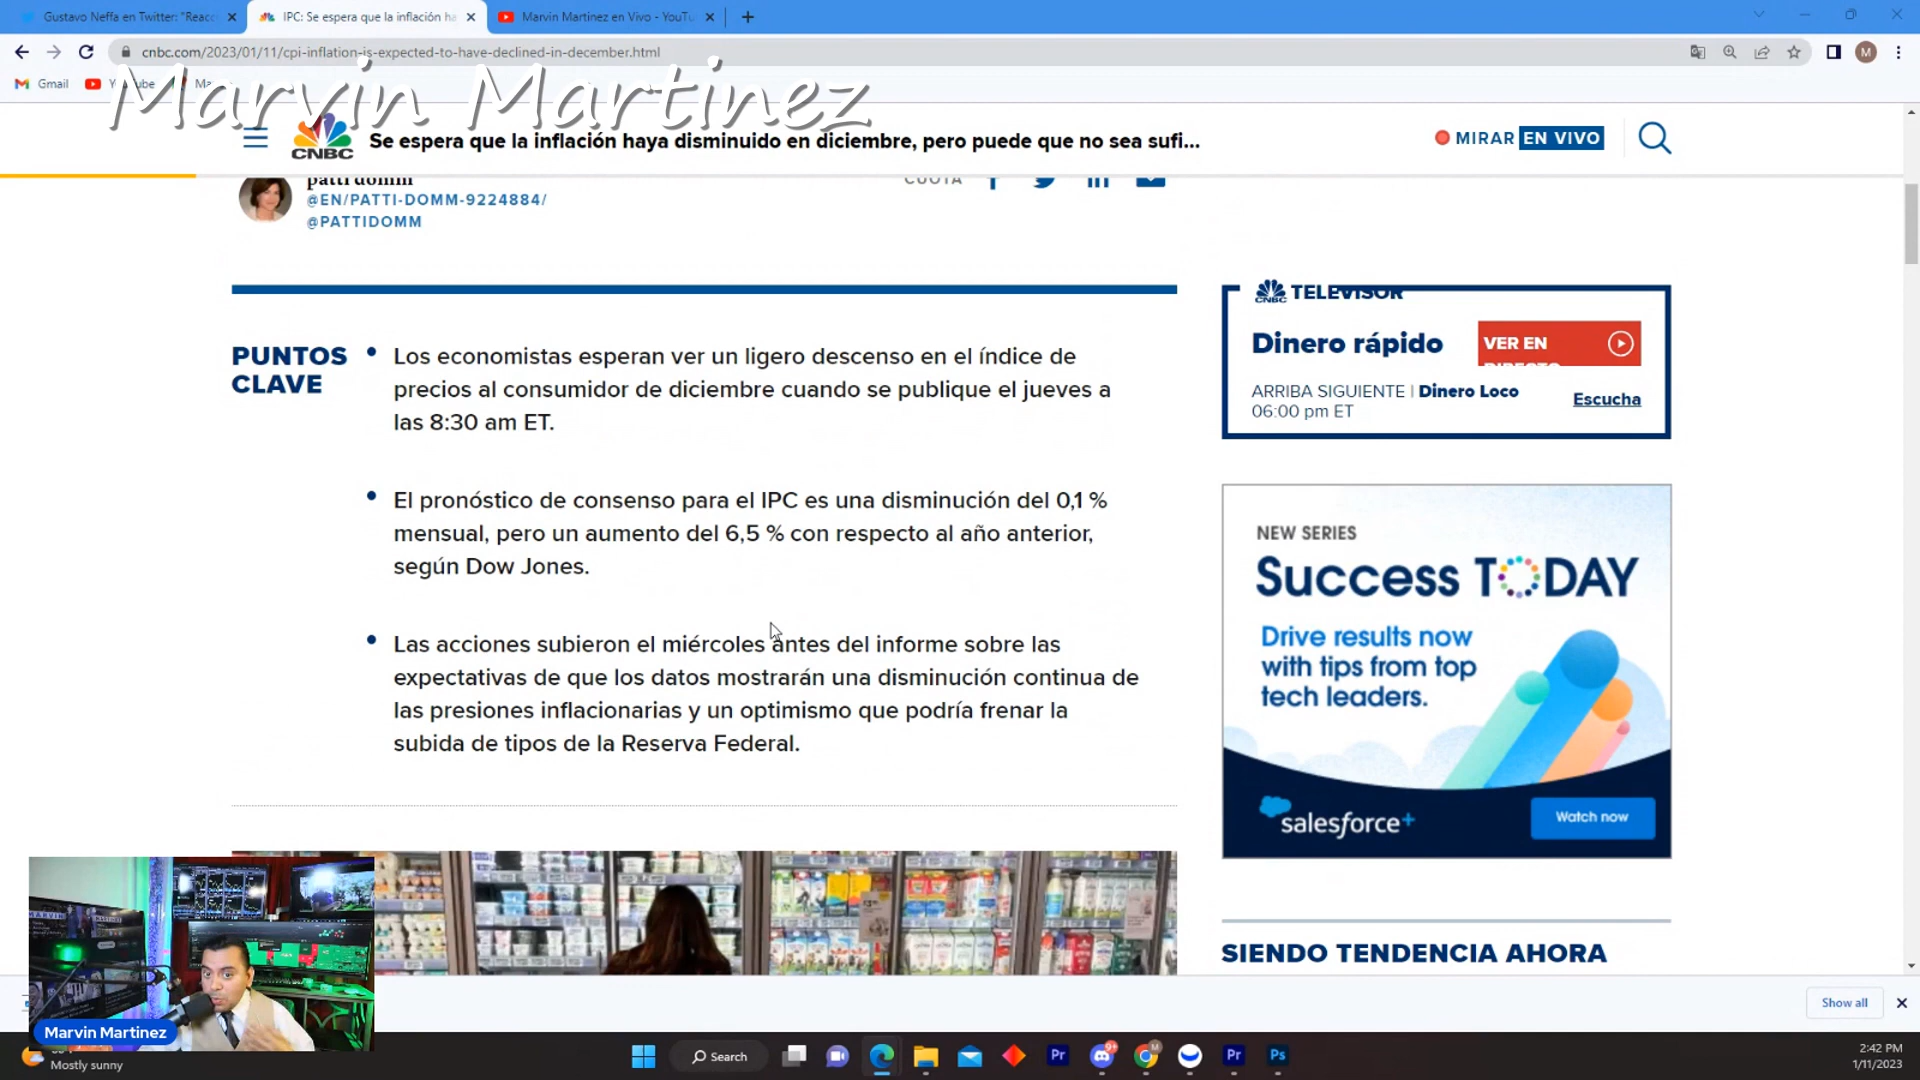 Gustavo Neffa en Twitter: "Reacc
IPC: Se espera que la inflación ha
Marvin Martinez en Vivo - YouTu
cnbc.com/2023/01/11/cpi-inflation-is-expected-to-have-declined-in-december.html
M
Gmail
Marvin Martinez
CNBC
Se espera que la inflación haya disminuido en diciembre, pero puede que no sea sufi...
MIRAR EN VIVO
patti domm
CUOTA
@EN/PATTI-DOMM-9224884/
@PATTIDOMM
PUNTOS
CLAVE
Los economistas esperan ver un ligero descenso en el índice de
precios al consumidor de diciembre cuando se publique el jueves a
las 8:30 am ET.
El pronóstico de consenso para el IPC es una disminución del 0,1 %
mensual, pero un aumento del 6,5 % con respecto al año anterior,
según Dow Jones.
Las acciones subieron el miércoles antes del informe sobre las
expectativas de que los datos mostrarán una disminución continua de
las presiones inflacionarias y un optimismo que podría frenar la
subida de tipos de la Reserva Federal.
CNBC TELEVISOR
Dinero rápido
VER EN
DIRECTO
ARRIBA SIGUIENTE | Dinero Loco
06:00 pm ET
Escucha
NEW SERIES
Success TODAY
Drive results now
with tips from top
tech leaders.
salesforce+
Watch now
SIENDO TENDENCIA AHORA
Show all
Marvin Martinez
Mostly sunny
Search
Pr
9+
M
Pr
Ps
2:42 PM
1/11/2023